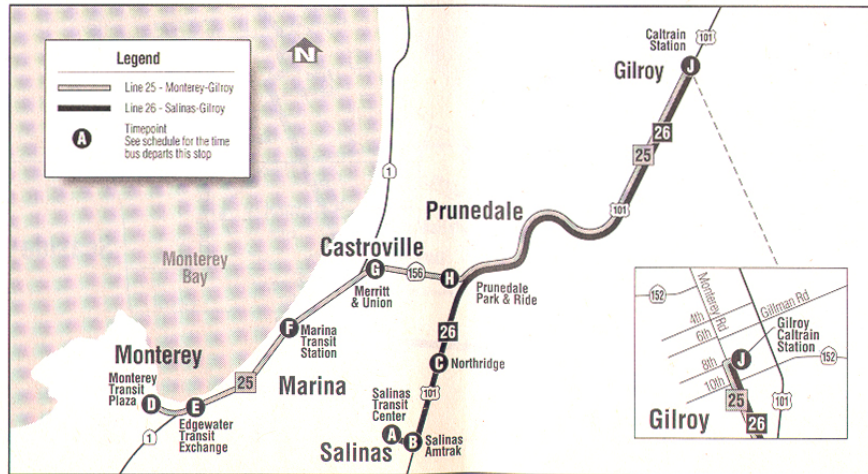 Legend
Line 25 - Monterey-Gilroy
Line 26 - Salinas-Gilroy
A
Timepoint
See schedule for the time
bus departs this stop
N
Caltrain
Station
101
Gilroy
J
26
25
1
101
Prunedale
Castroville
G
156
H
Merritt
& Union
Prunedale
Park & Ride
Monterey
Bay
F
Marina
Transit
Station
26
C
Northridge
Monterey
Marina
Monterey
Transit
Plaza
D
E
25
101
Edgewater
Transit
Exchange
1
Salinas
Transit
Center
A
B
Salinas
Salinas
Amtrak
152
Monterey Rd
Gillman Rd
4th
6th
8th
10th
J
Gilroy
Caltrain
Station
152
25
101
26
Gilroy